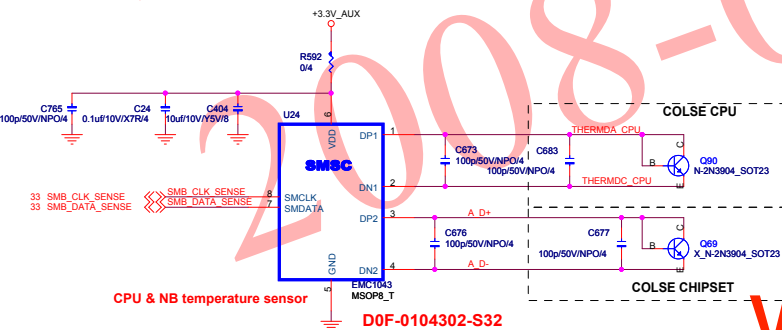 +3.3V_AUX
R592
0/4
C765
100p/50V/NPO/4
C24
0.1uf/10V/X7R/4
C404
10uf/10V/Y5V/8
U24
6
VDD
SMSC
DP1
1
DN1
2
DP2
3
DN2
4
SMCLK
8
SMDATA
7
GND
5
EMC1043
MSOP8_T
33 SMB_CLK_SENSE
SMB_CLK_SENSE
33 SMB_DATA_SENSE
SMB_DATA_SENSE
COLSE CPU
THERMDA_CPU
C673
100p/50V/NPO/4
C683
100p/50V/NPO/4
THERMDC_CPU
B
C
E
Q90
N-2N3904_SOT23
A_D+
C676
100p/50V/NPO/4
C677
100p/50V/NPO/4
A_D-
B
C
E
Q69
X_N-2N3904_SOT23
COLSE CHIPSET
CPU & NB temperature sensor
D0F-0104302-S32
2008-